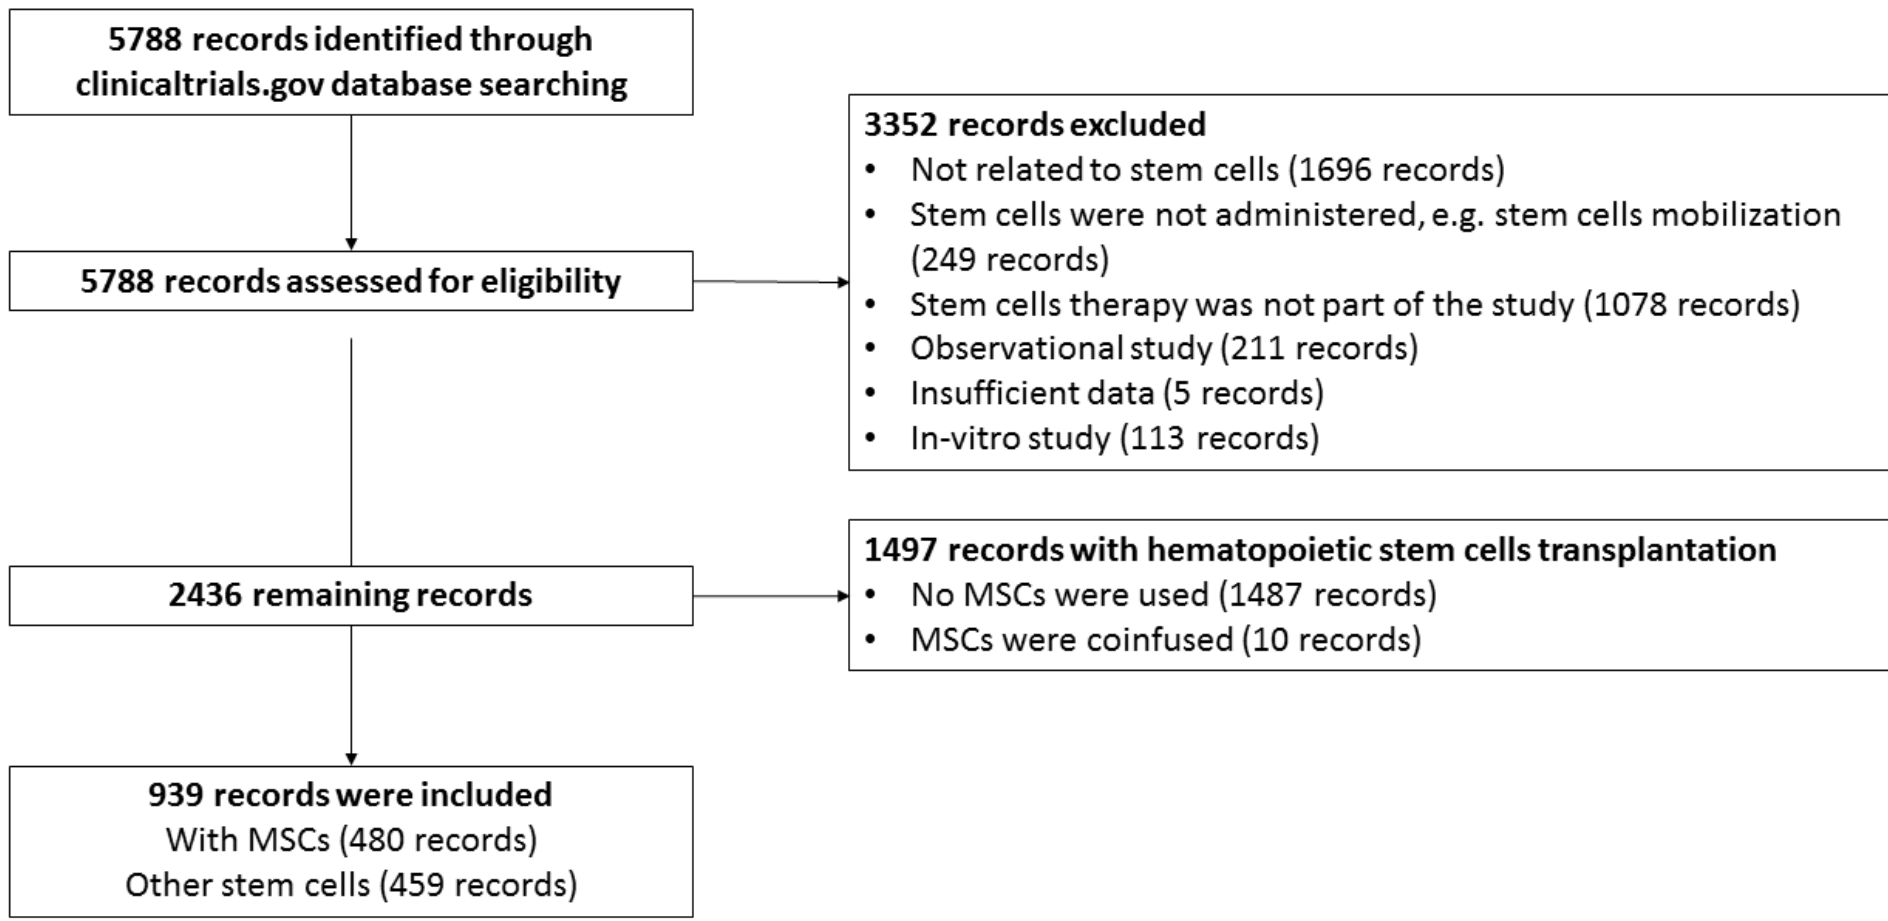 5788 records identified through
clinicaltrials.gov database searching
3352 records excluded
• Not related to stem cells (1696 records)
• Stem cells were not administered, e.g. stem cells mobilization
(249 records)
• Stem cells therapy was not part of the study (1078 records)
• Observational study (211 records)
• Insufficient data (5 records)
• In-vitro study (113 records)
5788 records assessed for eligibility
1497 records with hematopoietic stem cells transplantation
• No MSCs were used (1487 records)
• MSCs were coinfused (10 records)
2436 remaining records
939 records were included
With MSCs (480 records)
Other stem cells (459 records)